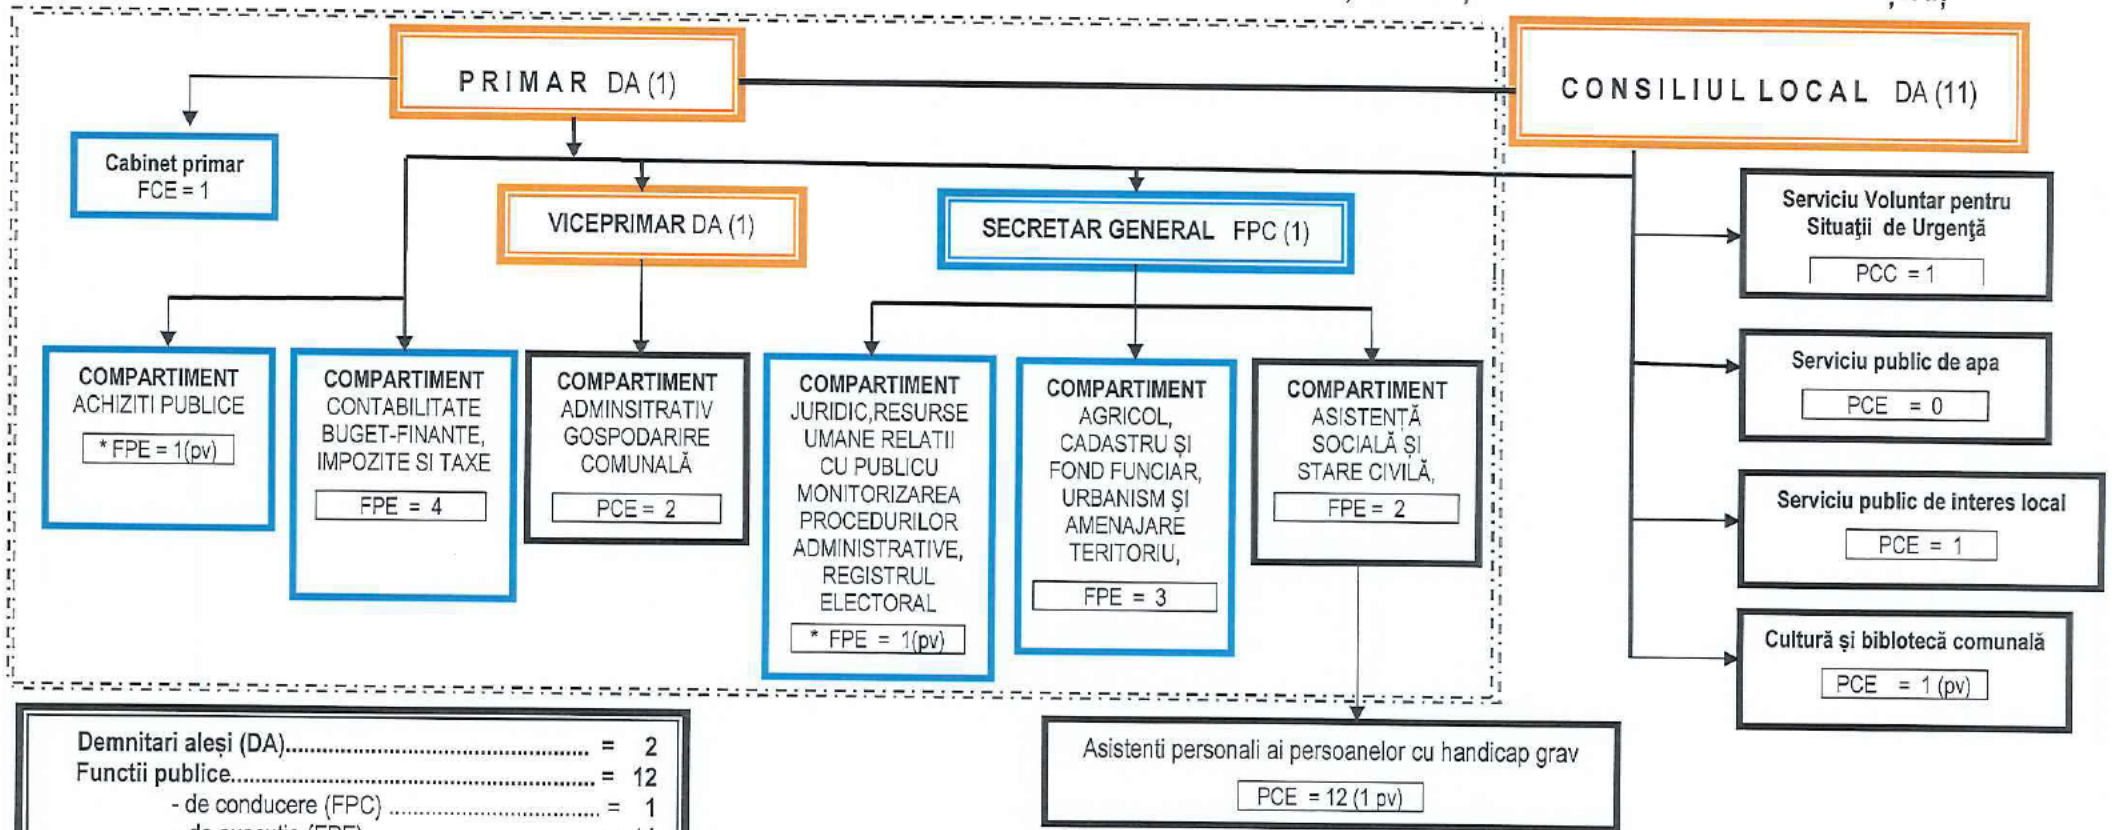 PRIMAR DA (1)
CONSILIUL LOCAL DA (11)
Cabinet primar
FCE = 1
VICEPRIMAR DA (1)
SECRETAR GENERAL FPC (1)
Serviciu Voluntar pentru
Situaţii de Urgenţă
PCC = 1
COMPARTIMENT
ACHIZITI PUBLICE
* FPE = 1(pv)
COMPARTIMENT
CONTABILITATE
BUGET-FINANTE,
IMPOZITE SI TAXE
FPE = 4
COMPARTIMENT
ADMINSITRATIV
GOSPODARIRE
COMUNALĂ
PCE = 2
COMPARTIMENT
JURIDIC,RESURSE
UMANE RELATII
CU PUBLICU
MONITORIZAREA
PROCEDURILOR
ADMINISTRATIVE,
REGISTRUL
ELECTORAL
* FPE = 1(pv)
COMPARTIMENT
AGRICOL,
CADASTRU ȘI
FOND FUNCIAR,
URBANISM ŞI
AMENAJARE
TERITORIU,
FPE = 3
COMPARTIMENT
ASISTENȚĂ
SOCIALĂ ȘI
STARE CIVILĂ,
FPE = 2
Serviciu public de apa
PCE = 0
Serviciu public de interes local
PCE = 1
Cultură și bibliotecă comunală
PCE = 1 (pv)
Asistenti personali ai persoanelor cu handicap grav
PCE = 12 (1 pv)
Demnitari aleși (DA)............................................ = 2
Functii publice..................................................... = 12
- de conducere (FPC) ............................... = 1